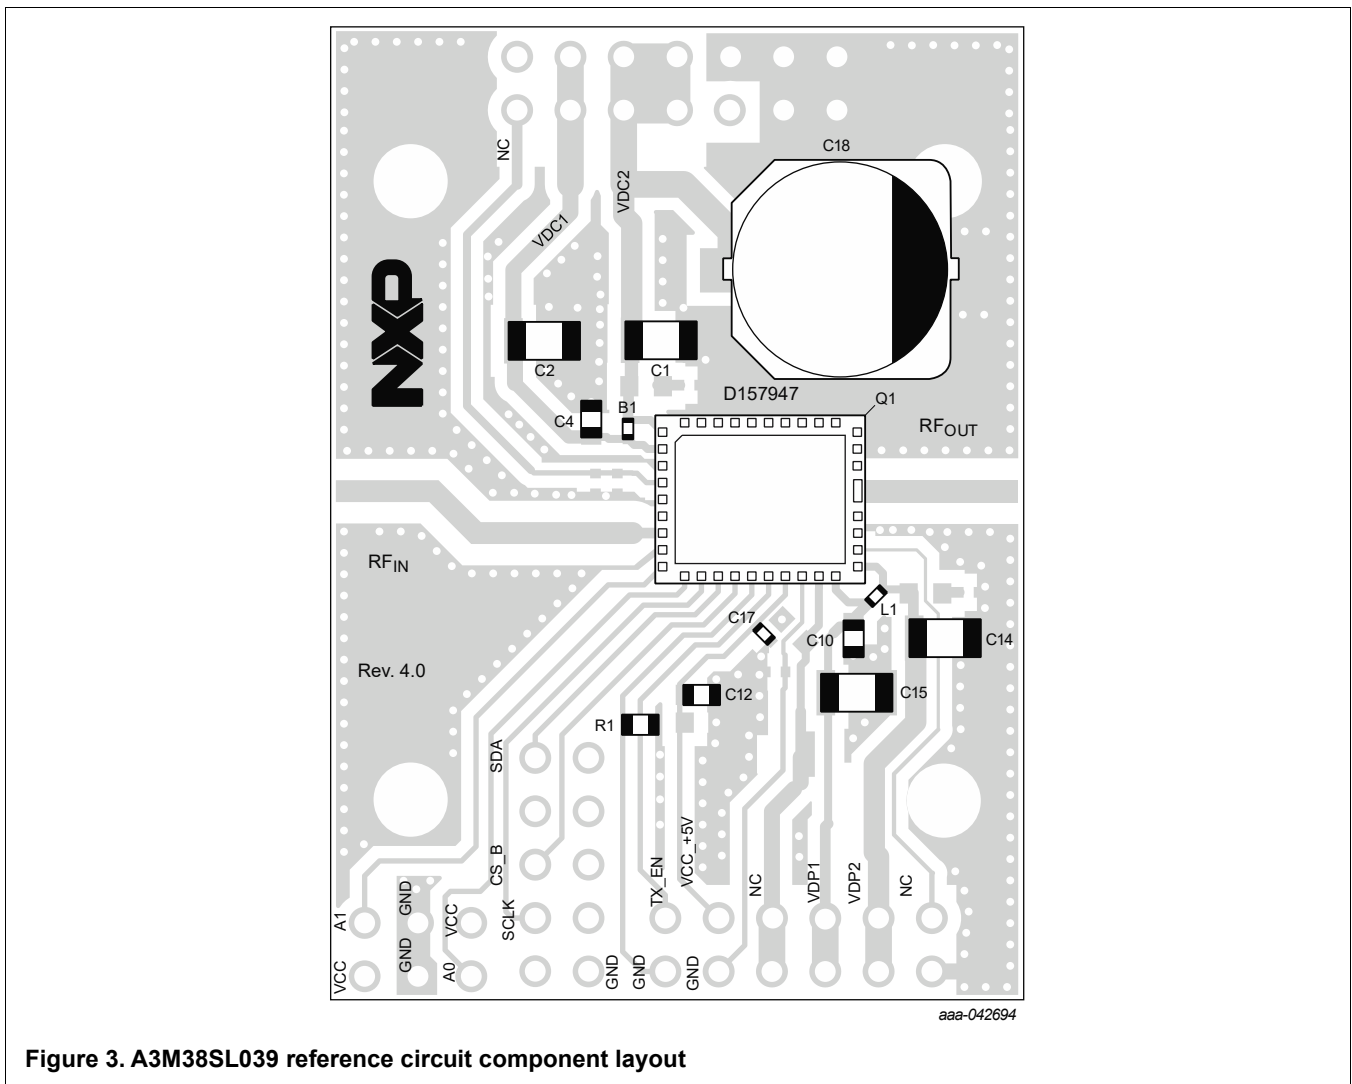 C18
NC
VDC1
VDC2
NXP
C2
C1
D157947
C4
B1
Q1
RFOUT
RFIN
C17
L1
C10
C14
Rev. 4.0
C12
C15
R1
SDA
CS_B
SCLK
TX_EN
VCC_+5V
NC
VDP1
VDP2
NC
A1
GND
VCC
VCC
GND
A0
GND
GND
GND
aaa-042694
Figure 3. A3M38SL039 reference circuit component layout